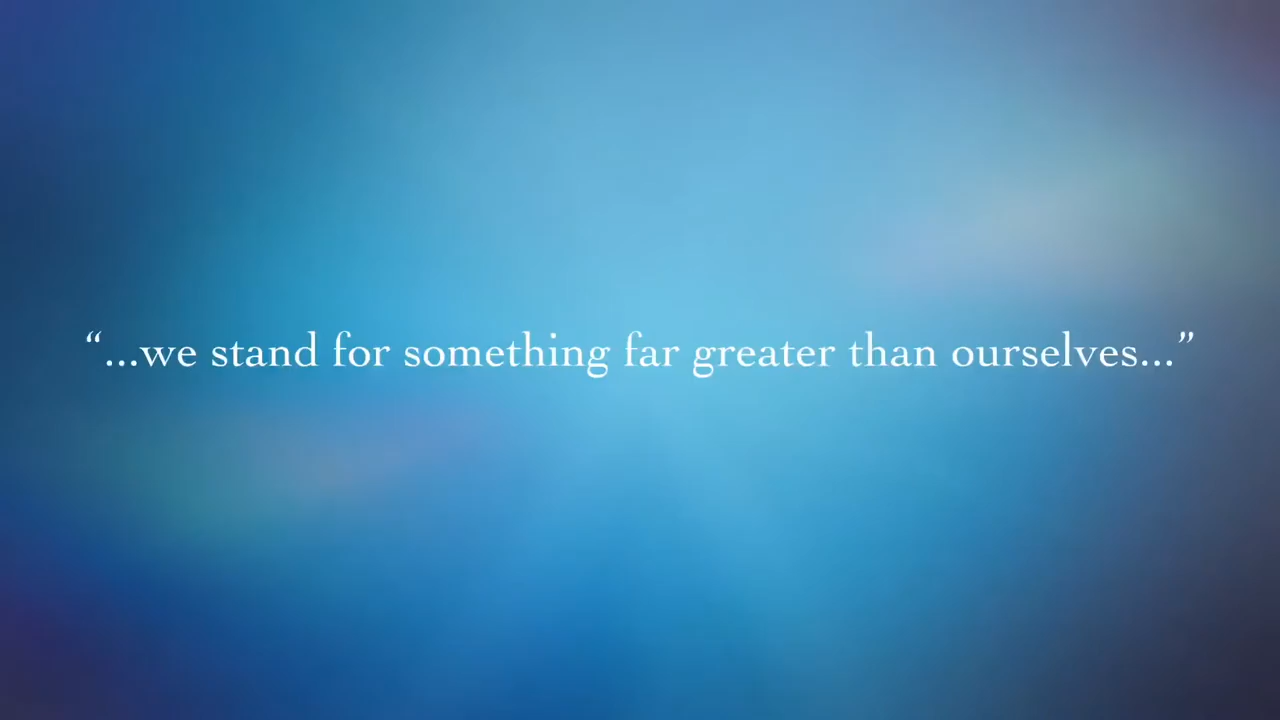 “...we stand for something far greater than ourselves...”